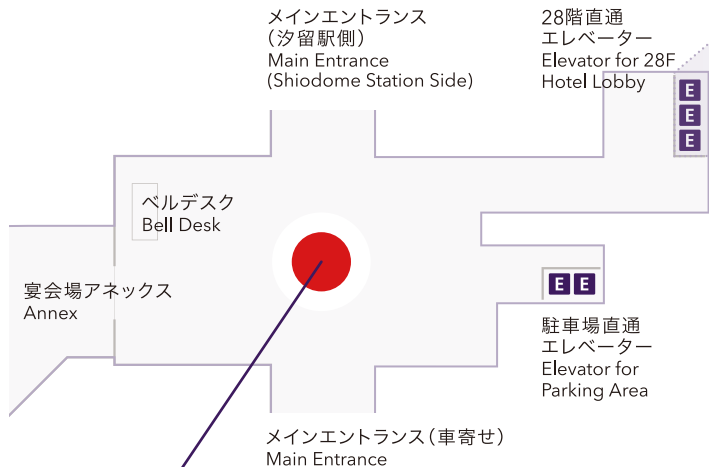 メインエントランス
(汐留駅側)
Main Entrance
(Shiodome Station Side)
28階直通
エレベーター
Elevator for 28F
Hotel Lobby
E
E
E
ベルデスク
Bell Desk
宴会場アネックス
Annex
E E
駐車場直通
エレベーター
Elevator for
Parking Area
メインエントランス(車寄せ)
Main Entrance